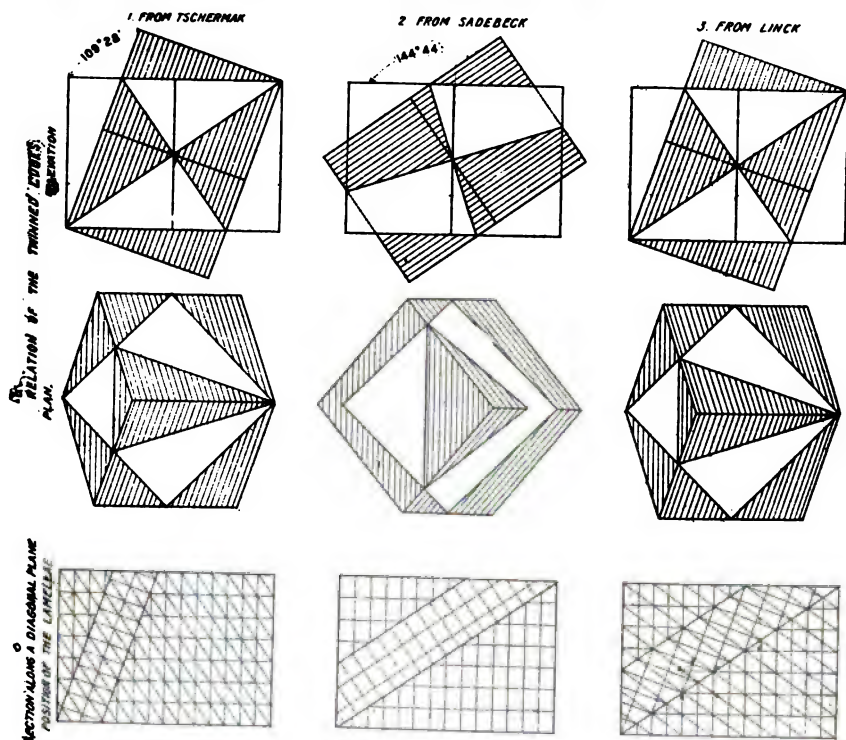 1. FROM TSCHERMAK
2 FROM SADEBECK
3. FROM LINCK
109°28'
144°44'
RELATION OF THE TWINNED CUBES
PLAN.
SECTION ALONG A DIAGONAL PLANE
POSITION OF THE LAMELLAE